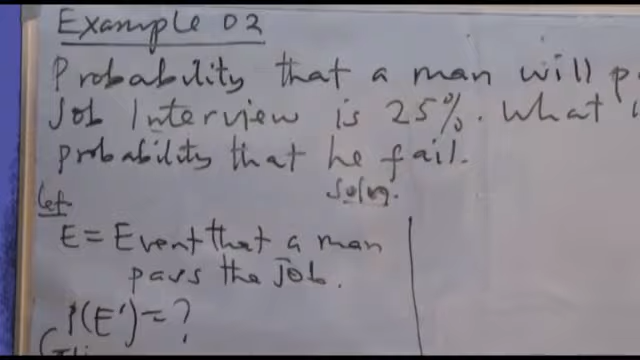 Example 02
Probability that a man will
Job Interview is 25%. What
probability that he fail.
Soln.
Let
E = Event that a man
pass the job.
P(E') = ?